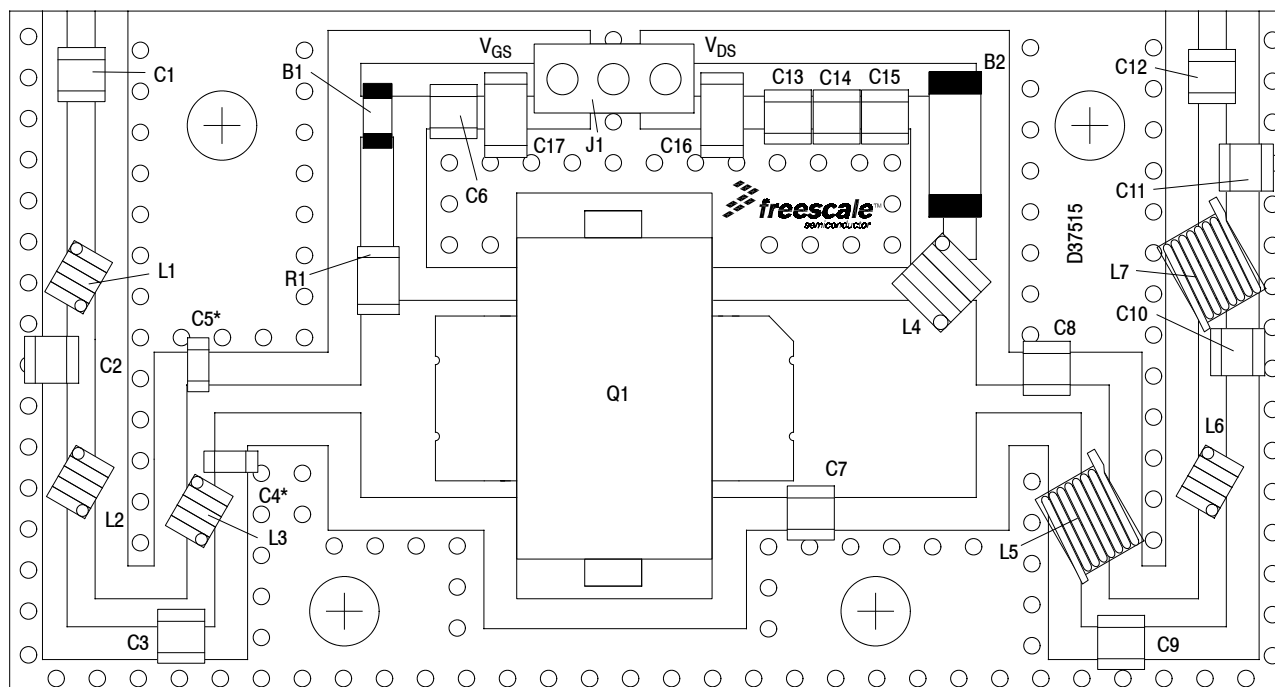 VGS
VDS
C1
B1
B2
C12
C13
C14
C15
C17
J1
C16
C6
C11
freescale™
semiconductor
D37515
L1
R1
L7
C5*
L4
C10
C2
C8
Q1
L6
C7
L2
C4*
L3
L5
C3
C9